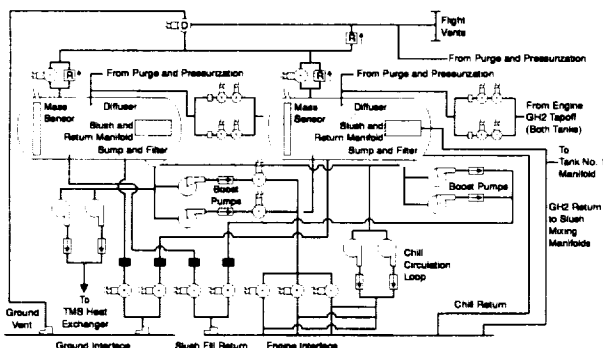 Flight
Vents
From Purge and Pressurization
From Purge and Pressurization
From Purge and Pressurization
Mass
Sensor
Diffuser
Slush and
Return Manifold
Sump and Filter
Mass
Sensor
Diffuser
Slush and
Return Manifold
Sump and Filter
From Engine
GH2 Tapoff
(Both Tanks)
To
Tank No. 1
Manifold
Boost
Pumps
Boost Pumps
GH2 Return
to Slush
Mixing
Manifolds
Chill
Circulation
Loop
To
TMS Heat
Exchanger
Ground
Vent
Chill Return
Ground Interface
Slush Fill Return
Engine Interface